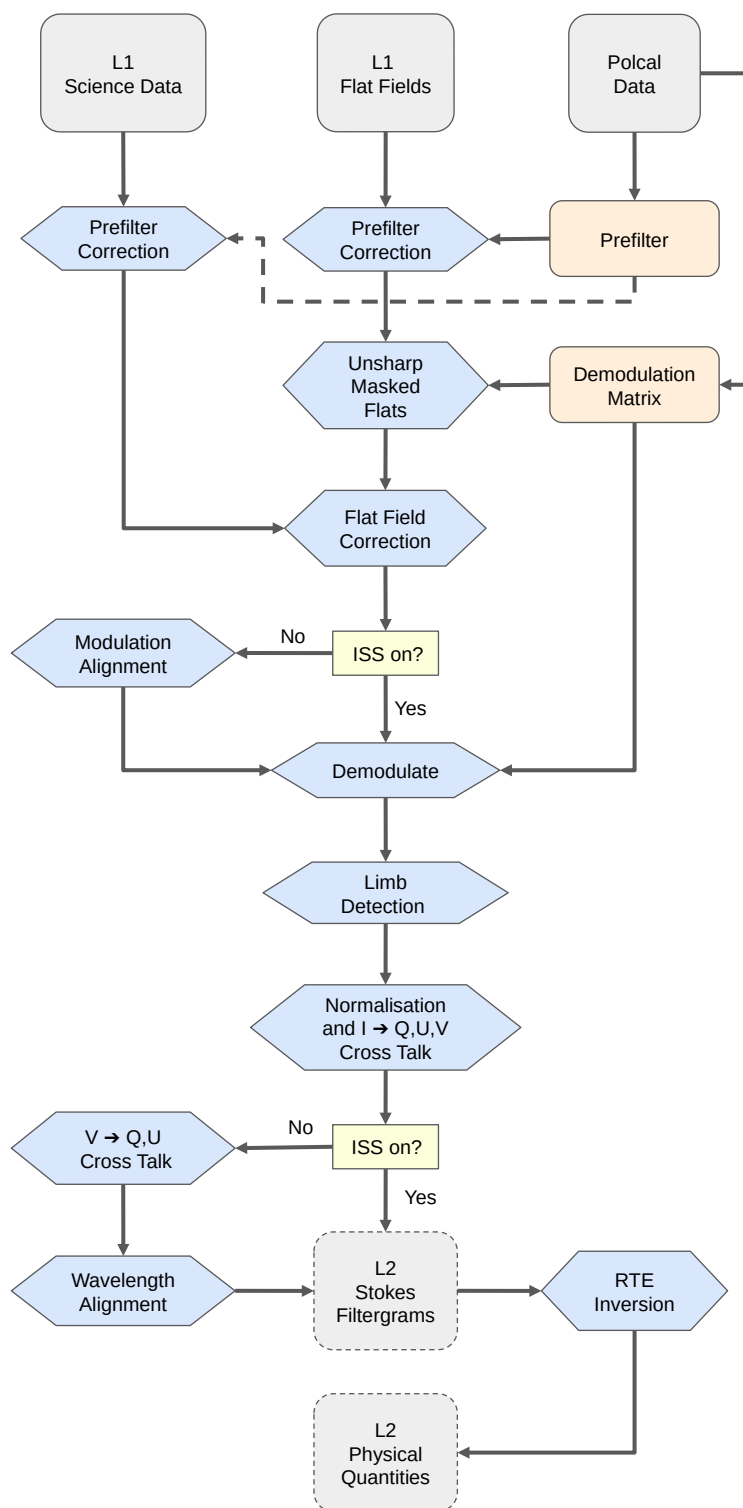 L1
Science Data
L1
Flat Fields
Polcal
Data
Prefilter
Correction
Prefilter
Correction
Prefilter
Unsharp
Masked
Flats
Demodulation
Matrix
Flat Field
Correction
Modulation
Alignment
No
ISS on?
Yes
Demodulate
Limb
Detection
Normalisation
and I ➔ Q,U,V
Cross Talk
V ➔ Q,U
Cross Talk
No
ISS on?
Yes
Wavelength
Alignment
L2
Stokes
Filtergrams
RTE
Inversion
L2
Physical
Quantities